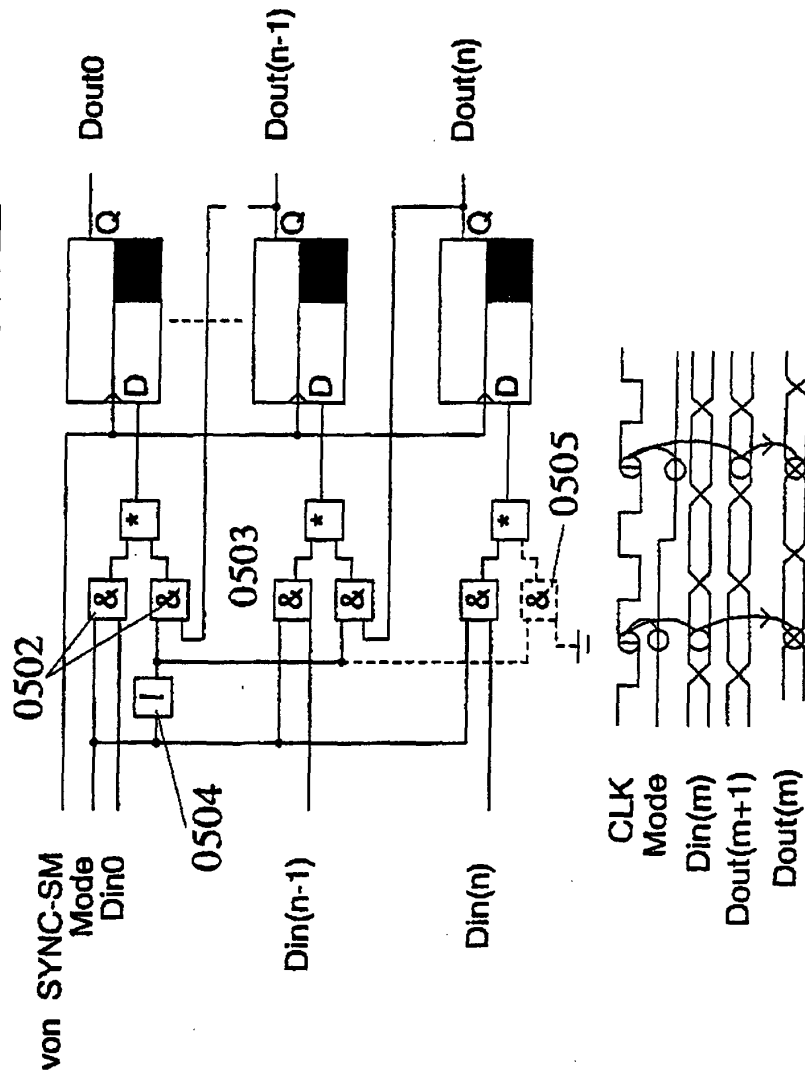 von SYNC-SM
Mode
Din0
Din(n-1)
Din(n)
0502
0504
0503
0505
&
&
&
&
&
&
I
*
*
*
D
Q
D
Q
D
Q
Dout0
Dout(n-1)
Dout(n)
CLK
Mode
Din(m)
Dout(m+1)
Dout(m)